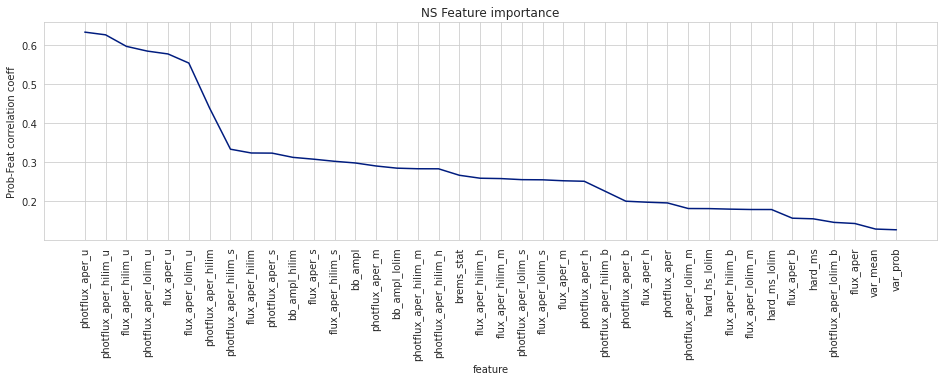 NS Feature importance
Prob-Feat correlation coeff
0.6
0.5
0.4
0.3
0.2
photflux_aper_u
photflux_aper_hilim_u
flux_aper_hilim_u
photflux_aper_lolim_u
flux_aper_u
flux_aper_lolim_u
photflux_aper_hilim
photflux_aper_hilim_s
flux_aper_hilim
photflux_aper_s
bb_ampl_hilim
flux_aper_s
flux_aper_hilim_s
bb_ampl
photflux_aper_m
bb_ampl_lolim
photflux_aper_hilim_m
photflux_aper_hilim_h
brems_stat
flux_aper_hilim_h
flux_aper_hilim_m
photflux_aper_lolim_s
flux_aper_lolim_s
flux_aper_m
photflux_aper_h
photflux_aper_hilim_b
photflux_aper_b
flux_aper_h
photflux_aper
photflux_aper_lolim_m
hard_hs_lolim
flux_aper_hilim_b
flux_aper_lolim_m
hard_ms_lolim
flux_aper_b
hard_ms
photflux_aper_lolim_b
flux_aper
var_mean
var_prob
feature